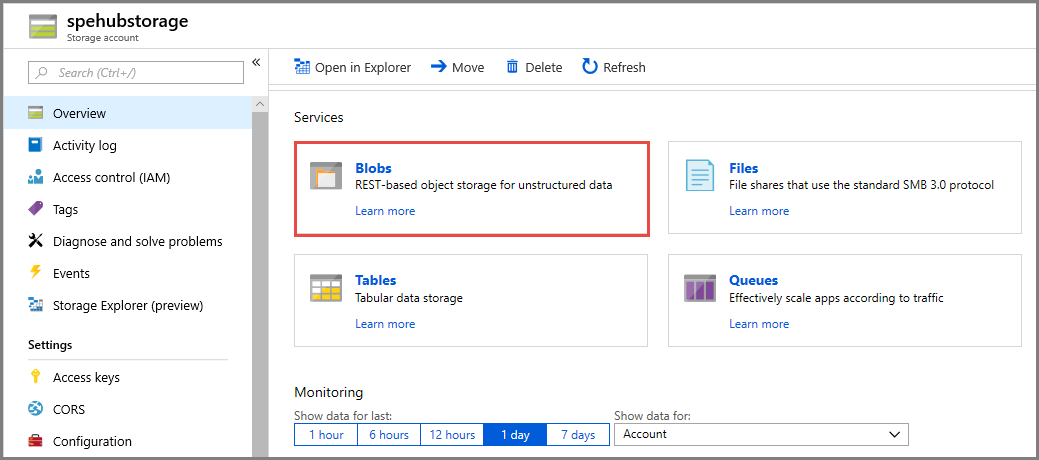 spehubstorage
Storage account
Search (Ctrl+/)
«
Overview
Activity log
Access control (IAM)
Tags
Diagnose and solve problems
Events
Storage Explorer (preview)
Settings
Access keys
CORS
Configuration
Open in Explorer
Move
Delete
Refresh
Services
Blobs
REST-based object storage for unstructured data
Learn more
Files
File shares that use the standard SMB 3.0 protocol
Learn more
Tables
Tabular data storage
Learn more
Queues
Effectively scale apps according to traffic
Learn more
Monitoring
Show data for last:
1 hour 6 hours 12 hours 1 day 7 days
Show data for:
Account